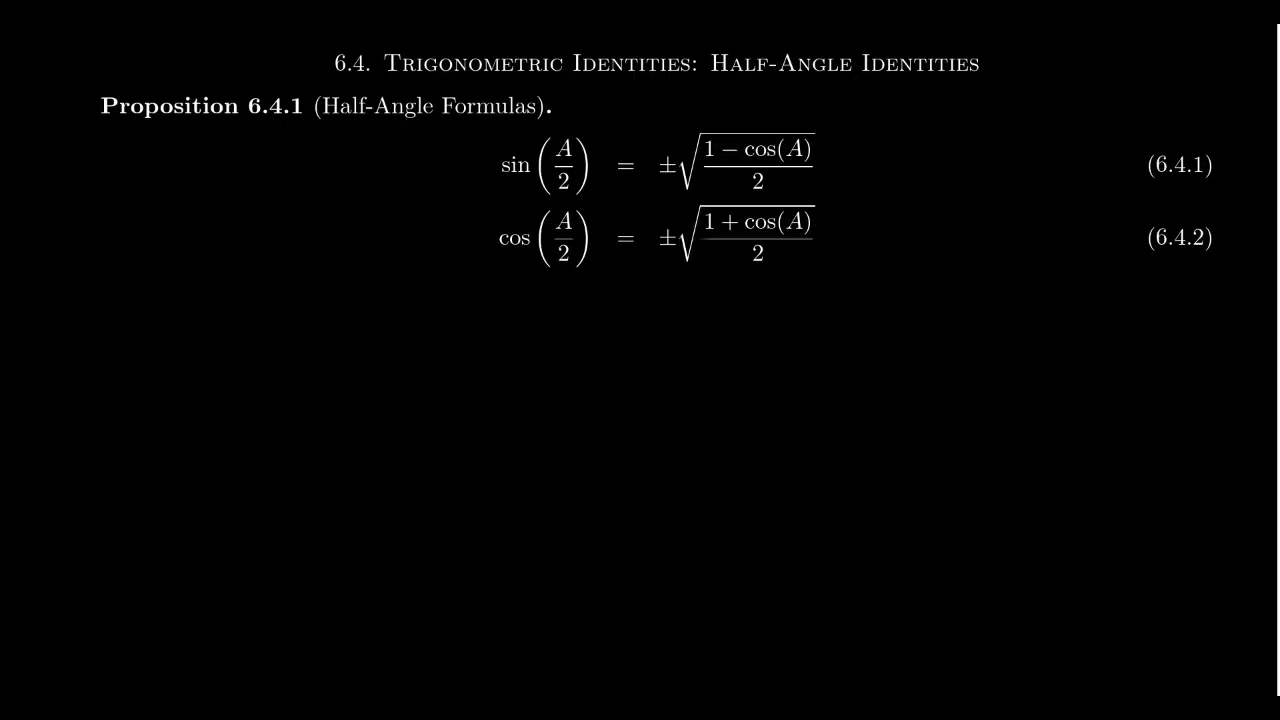 6.4. Trigonometric Identities: Half-Angle Identities
Proposition 6.4.1 (Half-Angle Formulas).
sin(A/2) = ±√((1 − cos(A))/2) (6.4.1)
cos(A/2) = ±√((1 + cos(A))/2) (6.4.2)